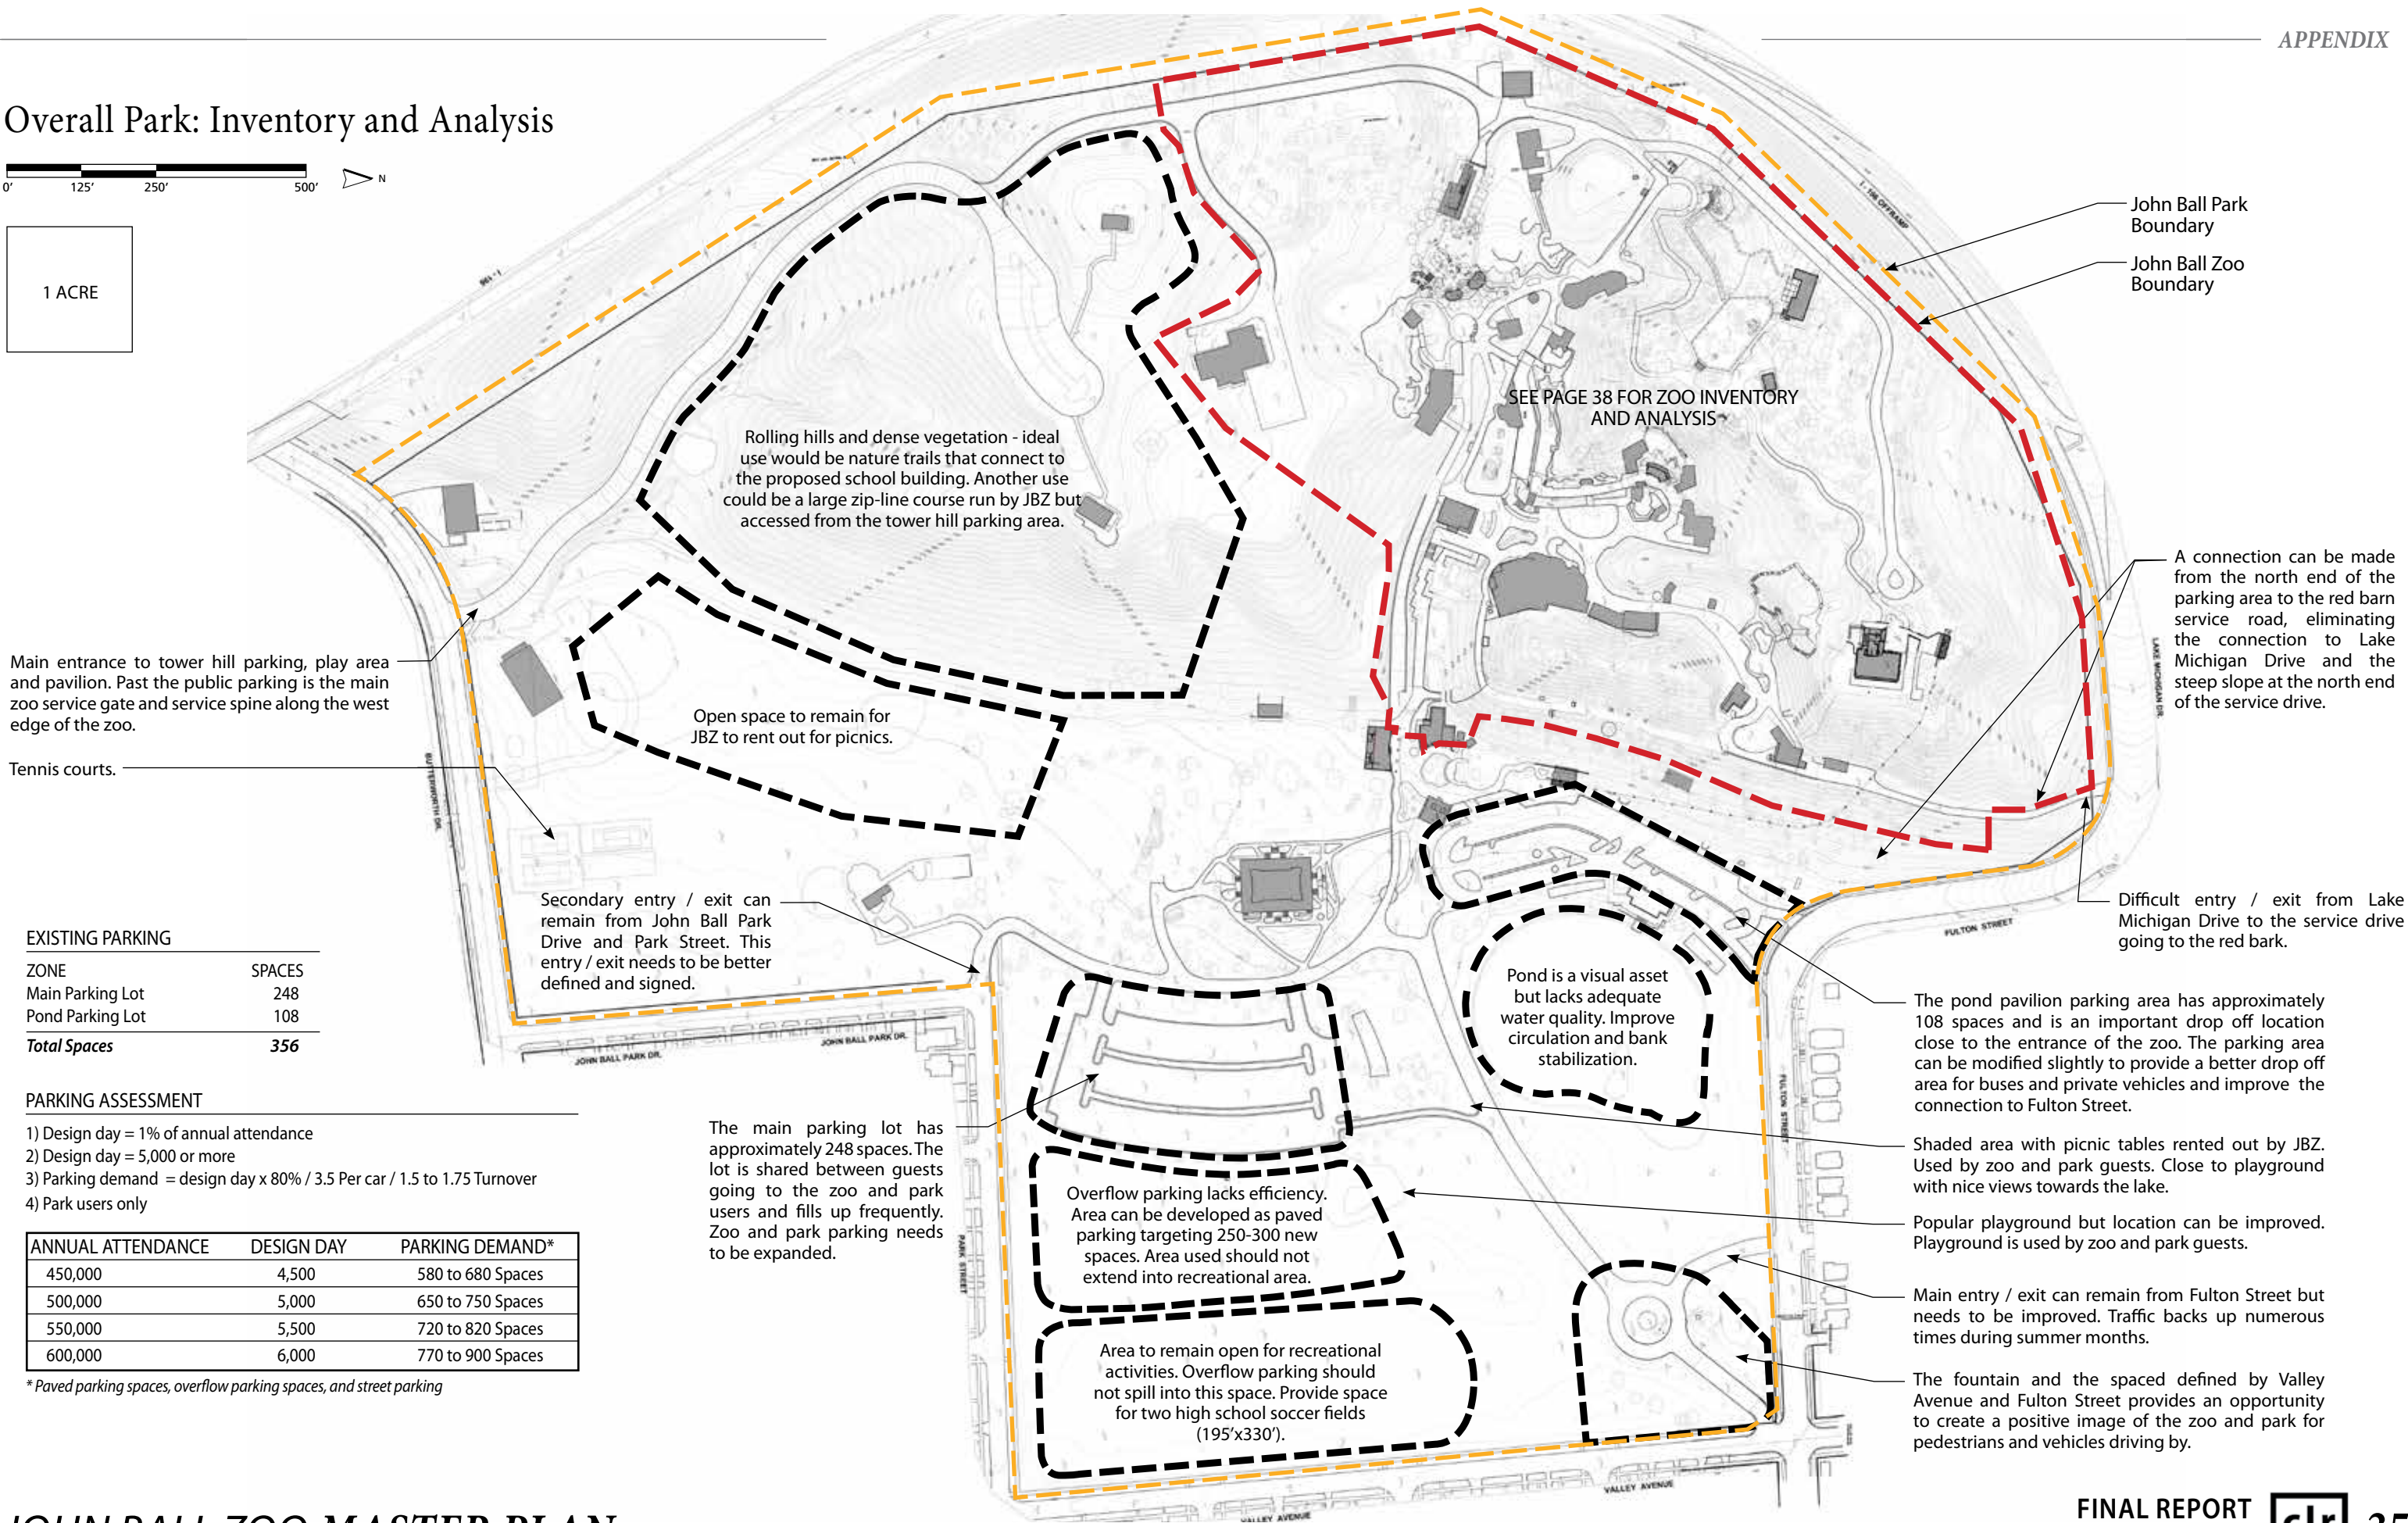 APPENDIX
Overall Park: Inventory and Analysis
0' 125' 250' 500' N
1 ACRE
I - 196
I - 196 OFFRAMP
John Ball Park
Boundary
John Ball Zoo
Boundary
SEE PAGE 38 FOR ZOO INVENTORY
AND ANALYSIS
Rolling hills and dense vegetation - ideal
use would be nature trails that connect to
the proposed school building. Another use
could be a large zip-line course run by JBZ but
accessed from the tower hill parking area.
A connection can be made
from the north end of the
parking area to the red barn
service road, eliminating
the connection to Lake
Michigan Drive and the
steep slope at the north end
of the service drive.
LAKE MICHIGAN DR.
Main entrance to tower hill parking, play area
and pavilion. Past the public parking is the main
zoo service gate and service spine along the west
edge of the zoo.
Open space to remain for
JBZ to rent out for picnics.
Tennis courts.
BUTTERWORTH DR.
Secondary entry / exit can
remain from John Ball Park
Drive and Park Street. This
entry / exit needs to be better
defined and signed.
Difficult entry / exit from Lake
Michigan Drive to the service drive
going to the red bark.
FULTON STREET
EXISTING PARKING
ZONE SPACES
Main Parking Lot 248
Pond Parking Lot 108
Total Spaces 356
Pond is a visual asset
but lacks adequate
water quality. Improve
circulation and bank
stabilization.
The pond pavilion parking area has approximately
108 spaces and is an important drop off location
close to the entrance of the zoo. The parking area
can be modified slightly to provide a better drop off
area for buses and private vehicles and improve the
connection to Fulton Street.
JOHN BALL PARK DR.
JOHN BALL PARK DR.
FULTON STREET
PARKING ASSESSMENT
1) Design day = 1% of annual attendance
2) Design day = 5,000 or more
3) Parking demand = design day x 80% / 3.5 Per car / 1.5 to 1.75 Turnover
4) Park users only
The main parking lot has
approximately 248 spaces. The
lot is shared between guests
going to the zoo and park
users and fills up frequently.
Zoo and park parking needs
to be expanded.
Shaded area with picnic tables rented out by JBZ.
Used by zoo and park guests. Close to playground
with nice views towards the lake.
Overflow parking lacks efficiency.
Area can be developed as paved
parking targeting 250-300 new
spaces. Area used should not
extend into recreational area.
Popular playground but location can be improved.
Playground is used by zoo and park guests.
PARK STREET
ANNUAL ATTENDANCE DESIGN DAY PARKING DEMAND*
450,000 4,500 580 to 680 Spaces
500,000 5,000 650 to 750 Spaces
550,000 5,500 720 to 820 Spaces
600,000 6,000 770 to 900 Spaces
* Paved parking spaces, overflow parking spaces, and street parking
Main entry / exit can remain from Fulton Street but
needs to be improved. Traffic backs up numerous
times during summer months.
Area to remain open for recreational
activities. Overflow parking should
not spill into this space. Provide space
for two high school soccer fields
(195'x330').
The fountain and the spaced defined by Valley
Avenue and Fulton Street provides an opportunity
to create a positive image of the zoo and park for
pedestrians and vehicles driving by.
VALLEY AVENUE
VALLEY AVENUE
JOHN BALL ZOO MASTER PLAN
FINAL REPORT
clr